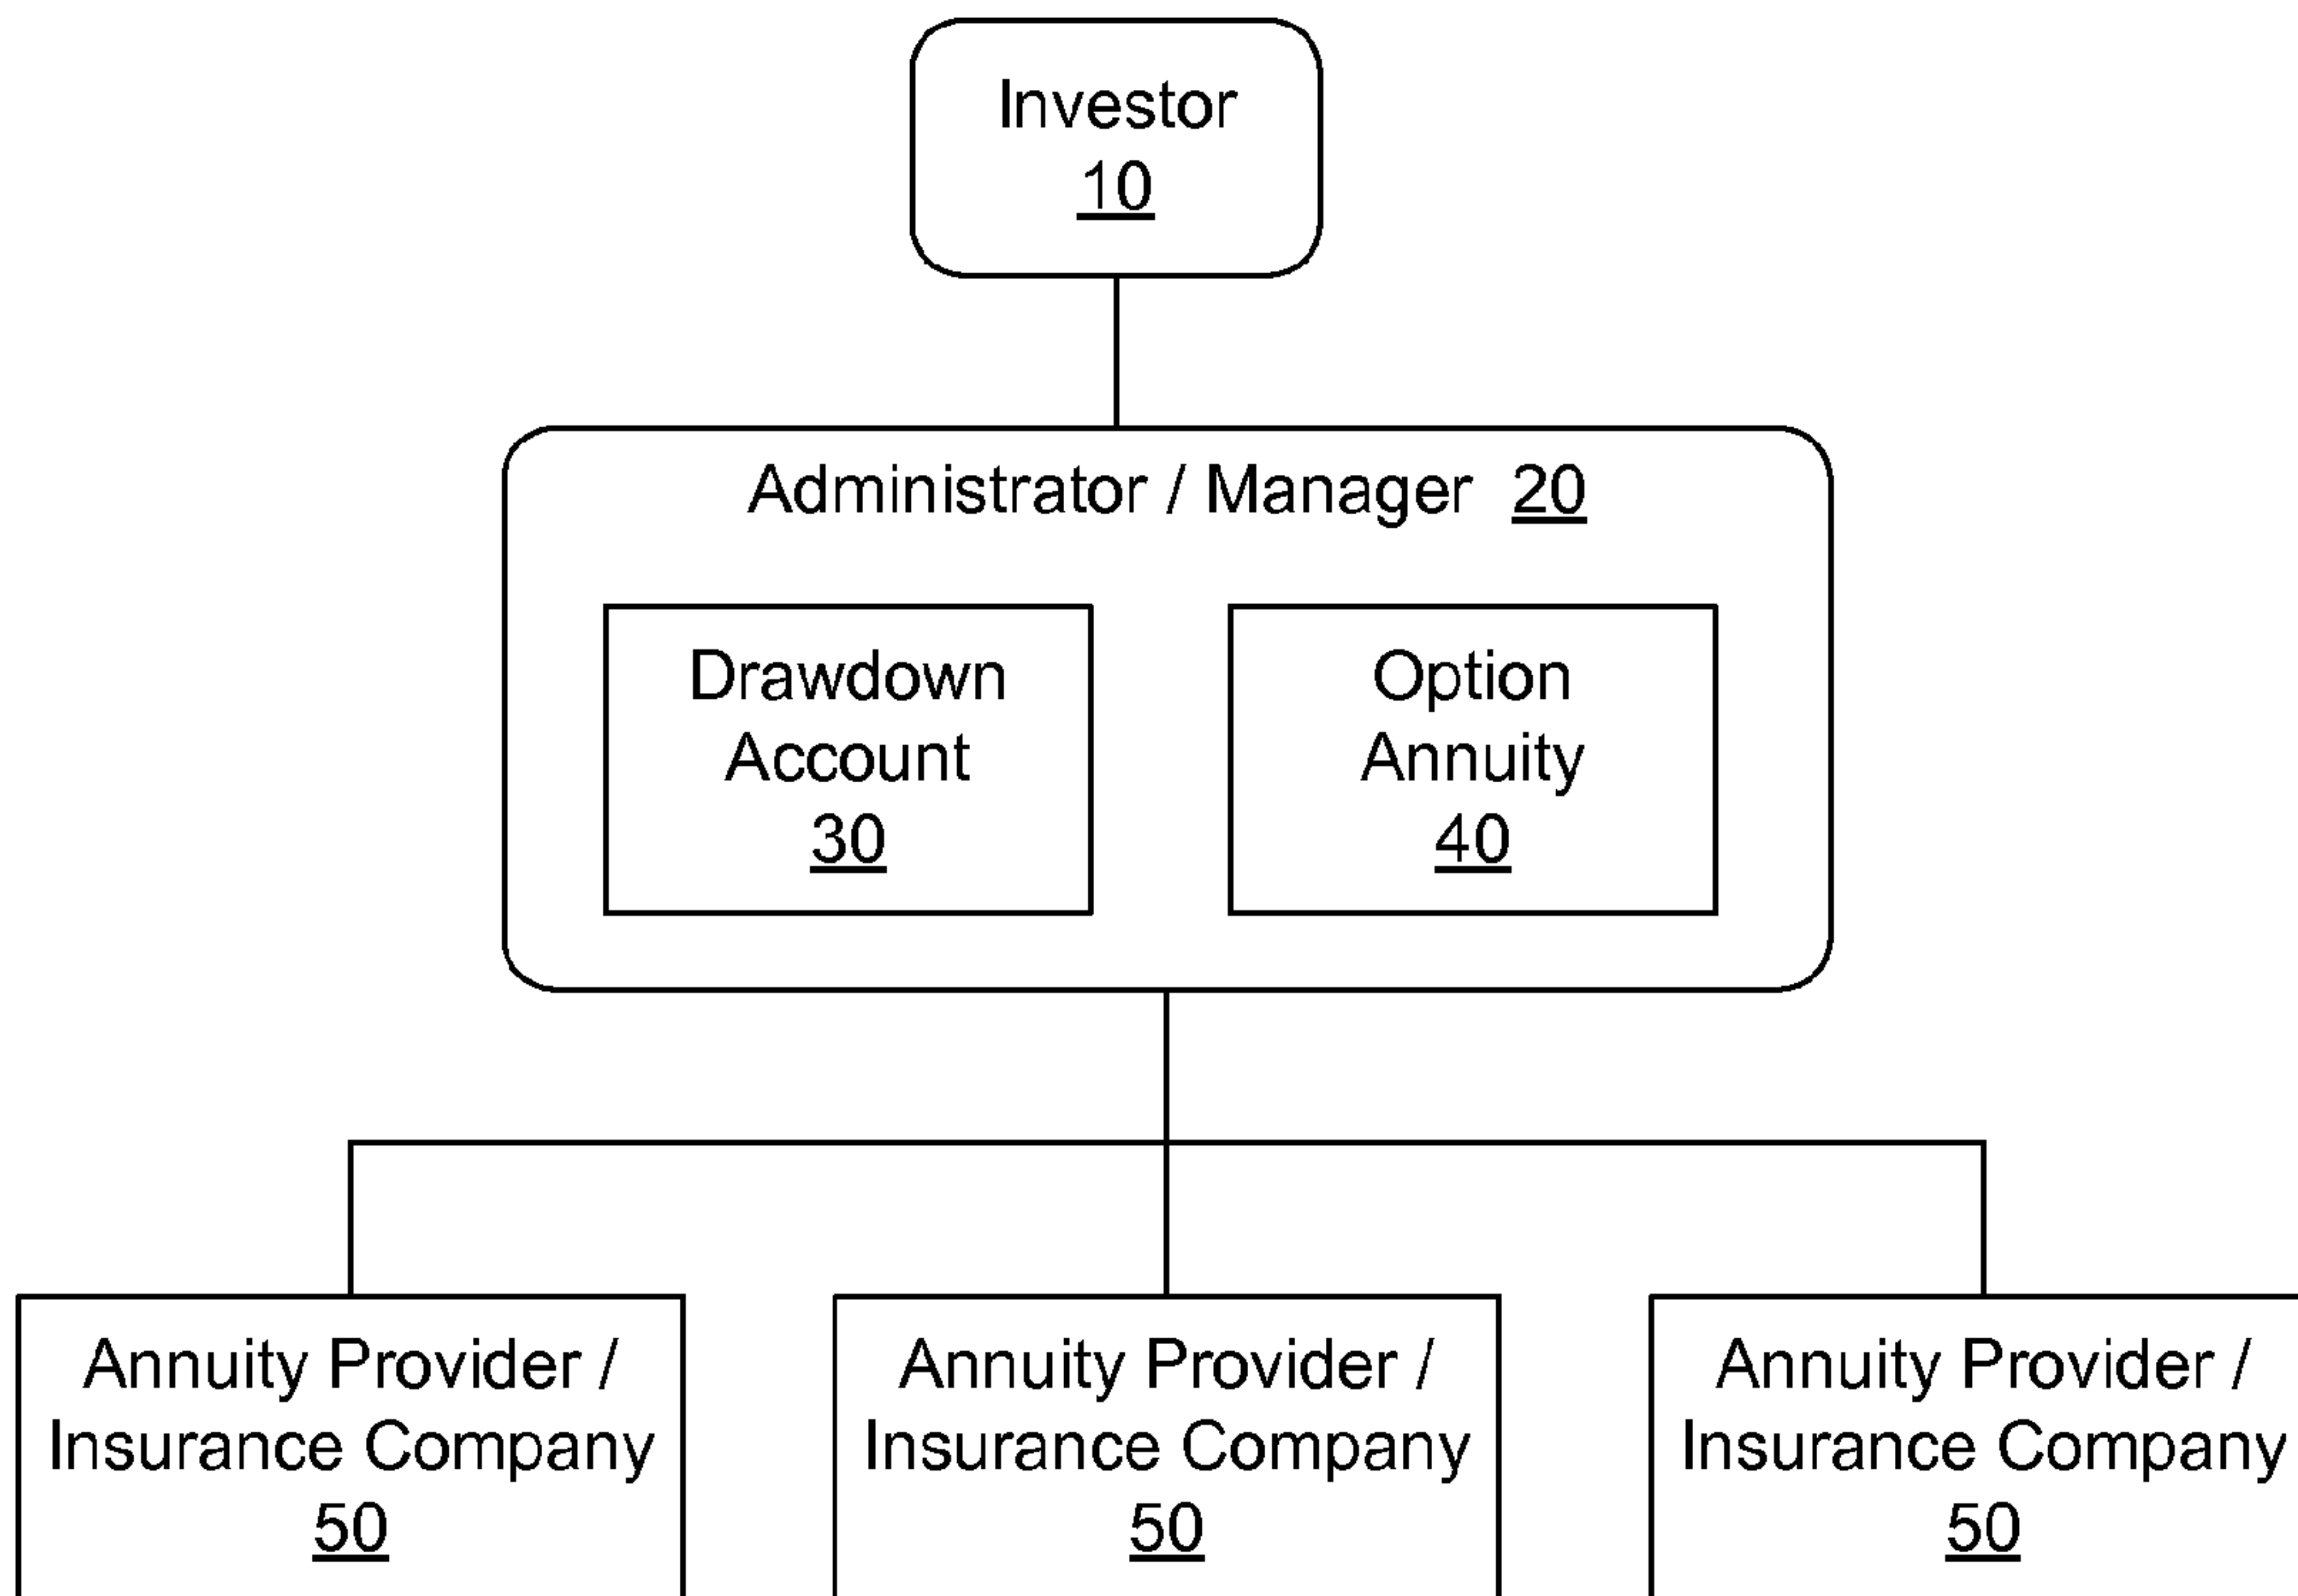 Investor
10
Administrator / Manager 20
Drawdown
Account
30
Option
Annuity
40
Annuity Provider /
Insurance Company
50
Annuity Provider /
Insurance Company
50
Annuity Provider /
Insurance Company
50